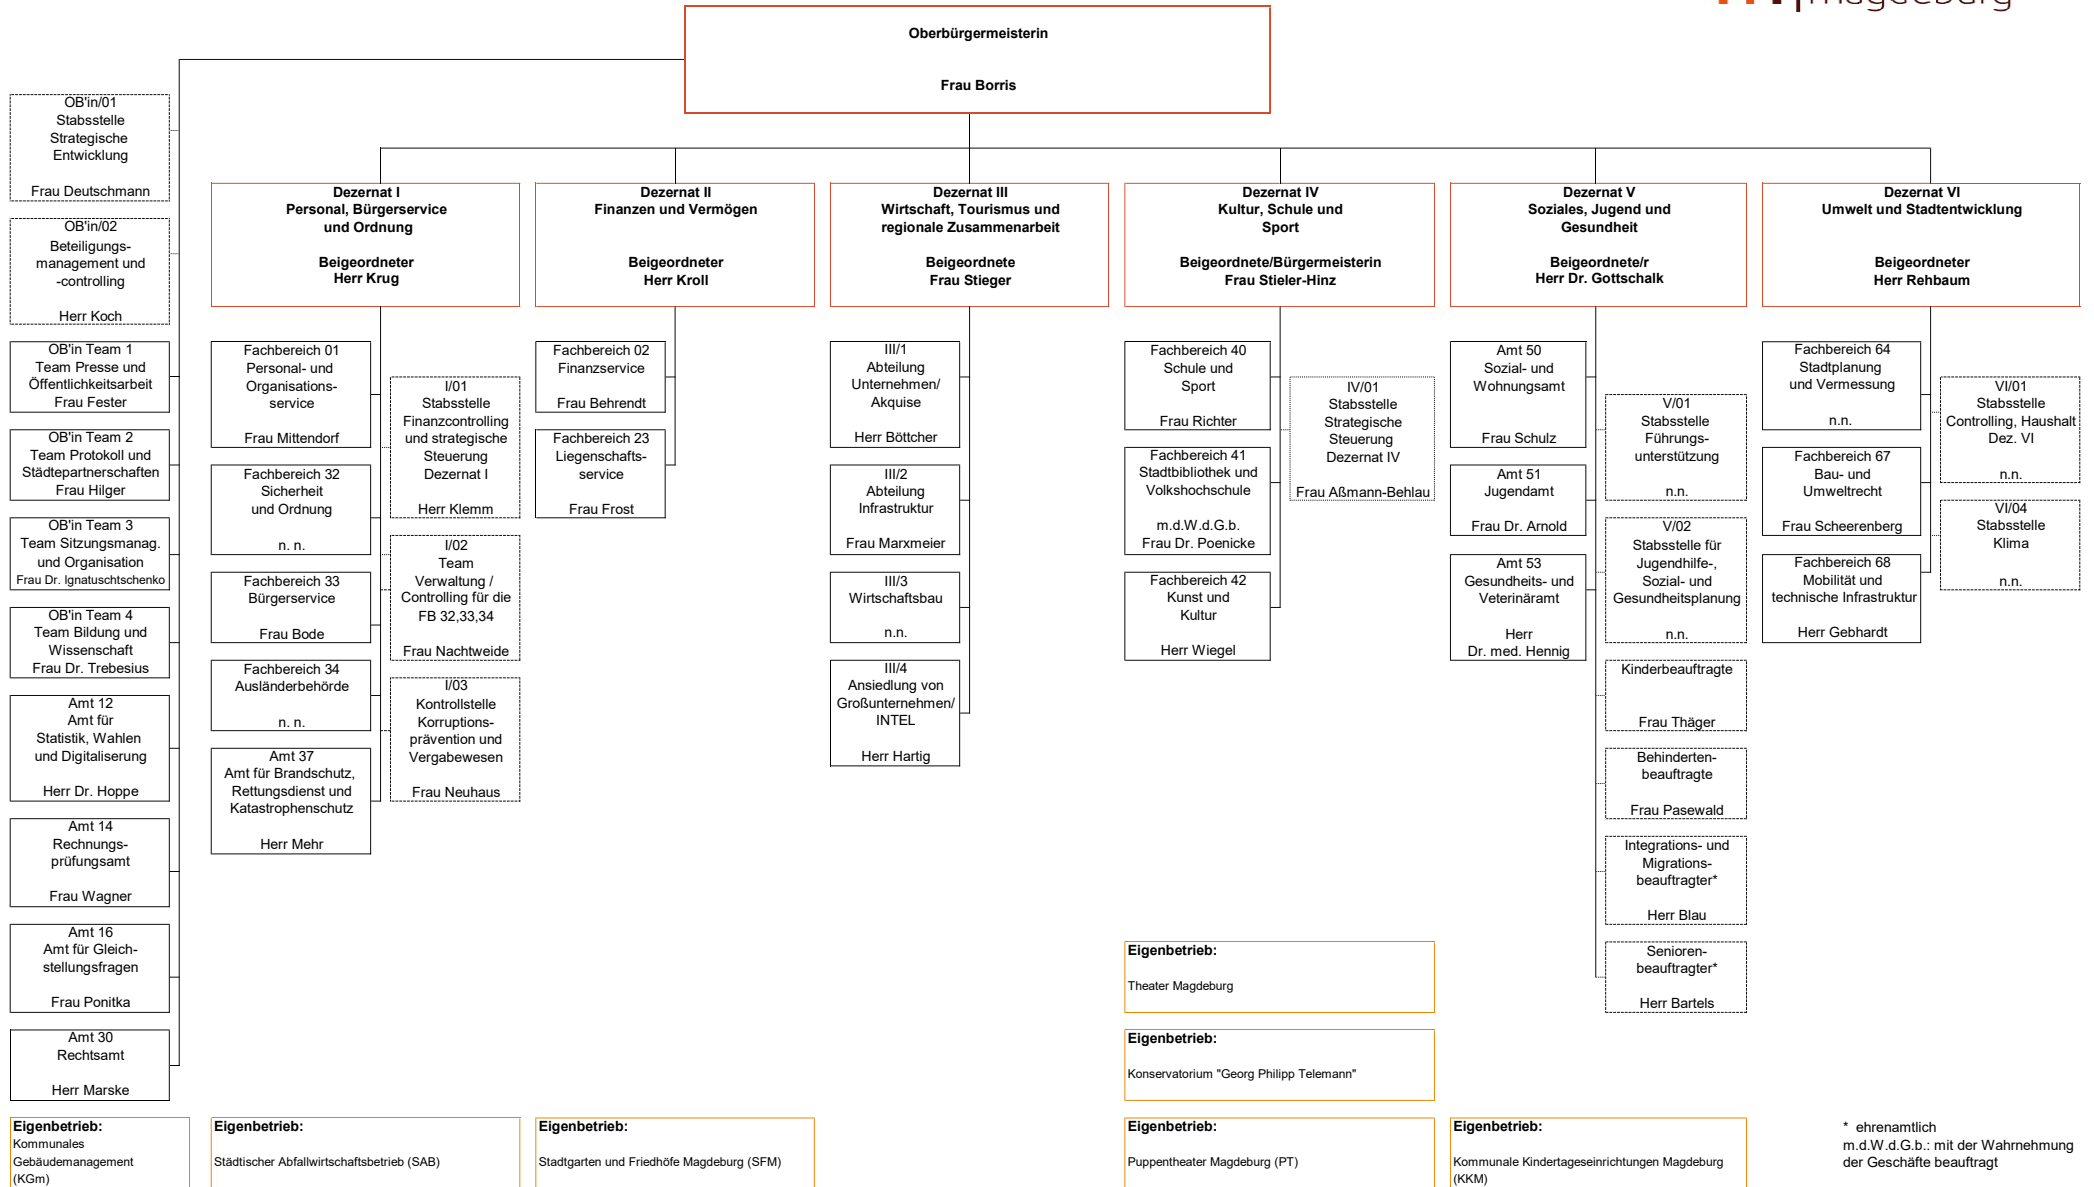 magdeburg
Oberbürgermeisterin
Frau Borris
OB'in/01
Stabsstelle
Strategische
Entwicklung
Frau Deutschmann
OB'in/02
Beteiligungs-
management und
-controlling
Herr Koch
OB'in Team 1
Team Presse und
Öffentlichkeitsarbeit
Frau Fester
OB'in Team 2
Team Protokoll und
Städtepartnerschaften
Frau Hilger
OB'in Team 3
Team Sitzungsmanag.
und Organisation
Frau Dr. Ignatuschtschenko
OB'in Team 4
Team Bildung und
Wissenschaft
Frau Dr. Trebesius
Amt 12
Amt für
Statistik, Wahlen
und Digitaliserung
Herr Dr. Hoppe
Amt 14
Rechnungs-
prüfungsamt
Frau Wagner
Amt 16
Amt für Gleich-
stellungsfragen
Frau Ponitka
Amt 30
Rechtsamt
Herr Marske
Dezernat I
Personal, Bürgerservice
und Ordnung
Beigeordneter
Herr Krug
Fachbereich 01
Personal- und
Organisations-
service
Frau Mittendorf
Fachbereich 32
Sicherheit
und Ordnung
n. n.
Fachbereich 33
Bürgerservice
Frau Bode
Fachbereich 34
Ausländerbehörde
n. n.
Amt 37
Amt für Brandschutz,
Rettungsdienst und
Katastrophenschutz
Herr Mehr
I/01
Stabsstelle
Finanzcontrolling
und strategische
Steuerung
Dezernat I
Herr Klemm
I/02
Team
Verwaltung /
Controlling für die
FB 32,33,34
Frau Nachtweide
I/03
Kontrollstelle
Korruptions-
prävention und
Vergabewesen
Frau Neuhaus
Dezernat II
Finanzen und Vermögen
Beigeordneter
Herr Kroll
Fachbereich 02
Finanzservice
Frau Behrendt
Fachbereich 23
Liegenschafts-
service
Frau Frost
Dezernat III
Wirtschaft, Tourismus und
regionale Zusammenarbeit
Beigeordnete
Frau Stieger
III/1
Abteilung
Unternehmen/
Akquise
Herr Böttcher
III/2
Abteilung
Infrastruktur
Frau Marxmeier
III/3
Wirtschaftsbau
n.n.
III/4
Ansiedlung von
Großunternehmen/
INTEL
Herr Hartig
Dezernat IV
Kultur, Schule und
Sport
Beigeordnete/Bürgermeisterin
Frau Stieler-Hinz
Fachbereich 40
Schule und
Sport
Frau Richter
Fachbereich 41
Stadtbibliothek und
Volkshochschule
m.d.W.d.G.b.
Frau Dr. Poenicke
Fachbereich 42
Kunst und
Kultur
Herr Wiegel
IV/01
Stabsstelle
Strategische
Steuerung
Dezernat IV
Frau Aßmann-Behlau
Dezernat V
Soziales, Jugend und
Gesundheit
Beigeordnete/r
Herr Dr. Gottschalk
Amt 50
Sozial- und
Wohnungsamt
Frau Schulz
Amt 51
Jugendamt
Frau Dr. Arnold
Amt 53
Gesundheits- und
Veterinäramt
Herr
Dr. med. Hennig
V/01
Stabsstelle
Führungs-
unterstützung
n.n.
V/02
Stabsstelle für
Jugendhilfe-,
Sozial- und
Gesundheitsplanung
n.n.
Kinderbeauftragte
Frau Thäger
Behinderten-
beauftragte
Frau Pasewald
Integrations- und
Migrations-
beauftragter*
Herr Blau
Senioren-
beauftragter*
Herr Bartels
Dezernat VI
Umwelt und Stadtentwicklung
Beigeordneter
Herr Rehbaum
Fachbereich 64
Stadtplanung
und Vermessung
n.n.
Fachbereich 67
Bau- und
Umweltrecht
Frau Scheerenberg
Fachbereich 68
Mobilität und
technische Infrastruktur
Herr Gebhardt
VI/01
Stabsstelle
Controlling, Haushalt
Dez. VI
n.n.
VI/04
Stabsstelle
Klima
n.n.
Eigenbetrieb:
Theater Magdeburg
Eigenbetrieb:
Konservatorium "Georg Philipp Telemann"
Eigenbetrieb:
Kommunales
Gebäudemanagement
(KGm)
Eigenbetrieb:
Städtischer Abfallwirtschaftsbetrieb (SAB)
Eigenbetrieb:
Stadtgarten und Friedhöfe Magdeburg (SFM)
Eigenbetrieb:
Puppentheater Magdeburg (PT)
Eigenbetrieb:
Kommunale Kindertageseinrichtungen Magdeburg
(KKM)
* ehrenamtlich
m.d.W.d.G.b.: mit der Wahrnehmung
der Geschäfte beauftragt